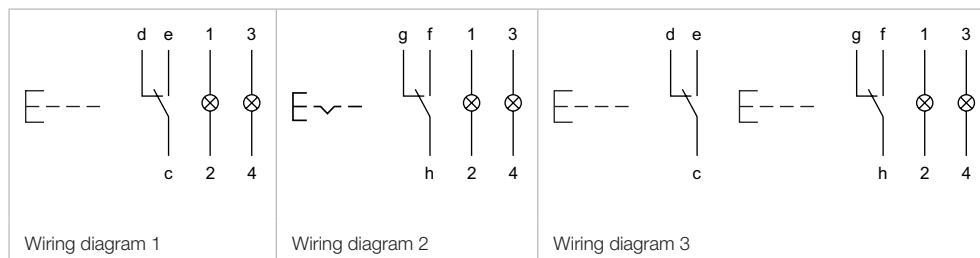 d e 1 3
g f 1 3
d e
g f 1 3
c 2 4
h 2 4
c
h 2 4
Wiring diagram 1
Wiring diagram 2
Wiring diagram 3